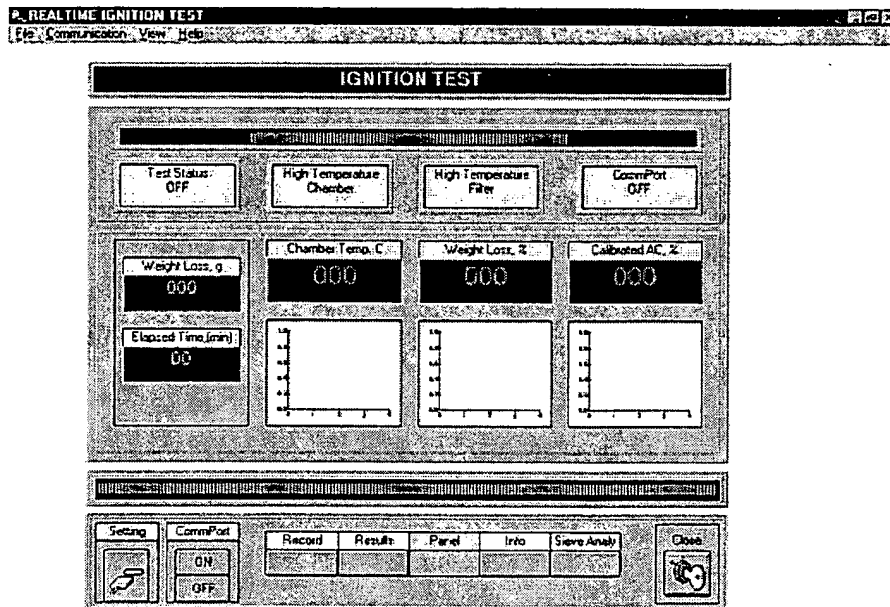 REALTIME IGNITION TEST
File Communication View Help
IGNITION TEST
Test Status
OFF
High Temperature
Chamber
High Temperature
Filter
CommPort
OFF
Weight Loss, g
000
Elapsed Time,(min)
00
Chamber Temp, C
000
Weight Loss, %
000
Calibrated AC, %
000
Setting
CommPort
ON
OFF
Record Results Panel Info Sieve Analy
Close